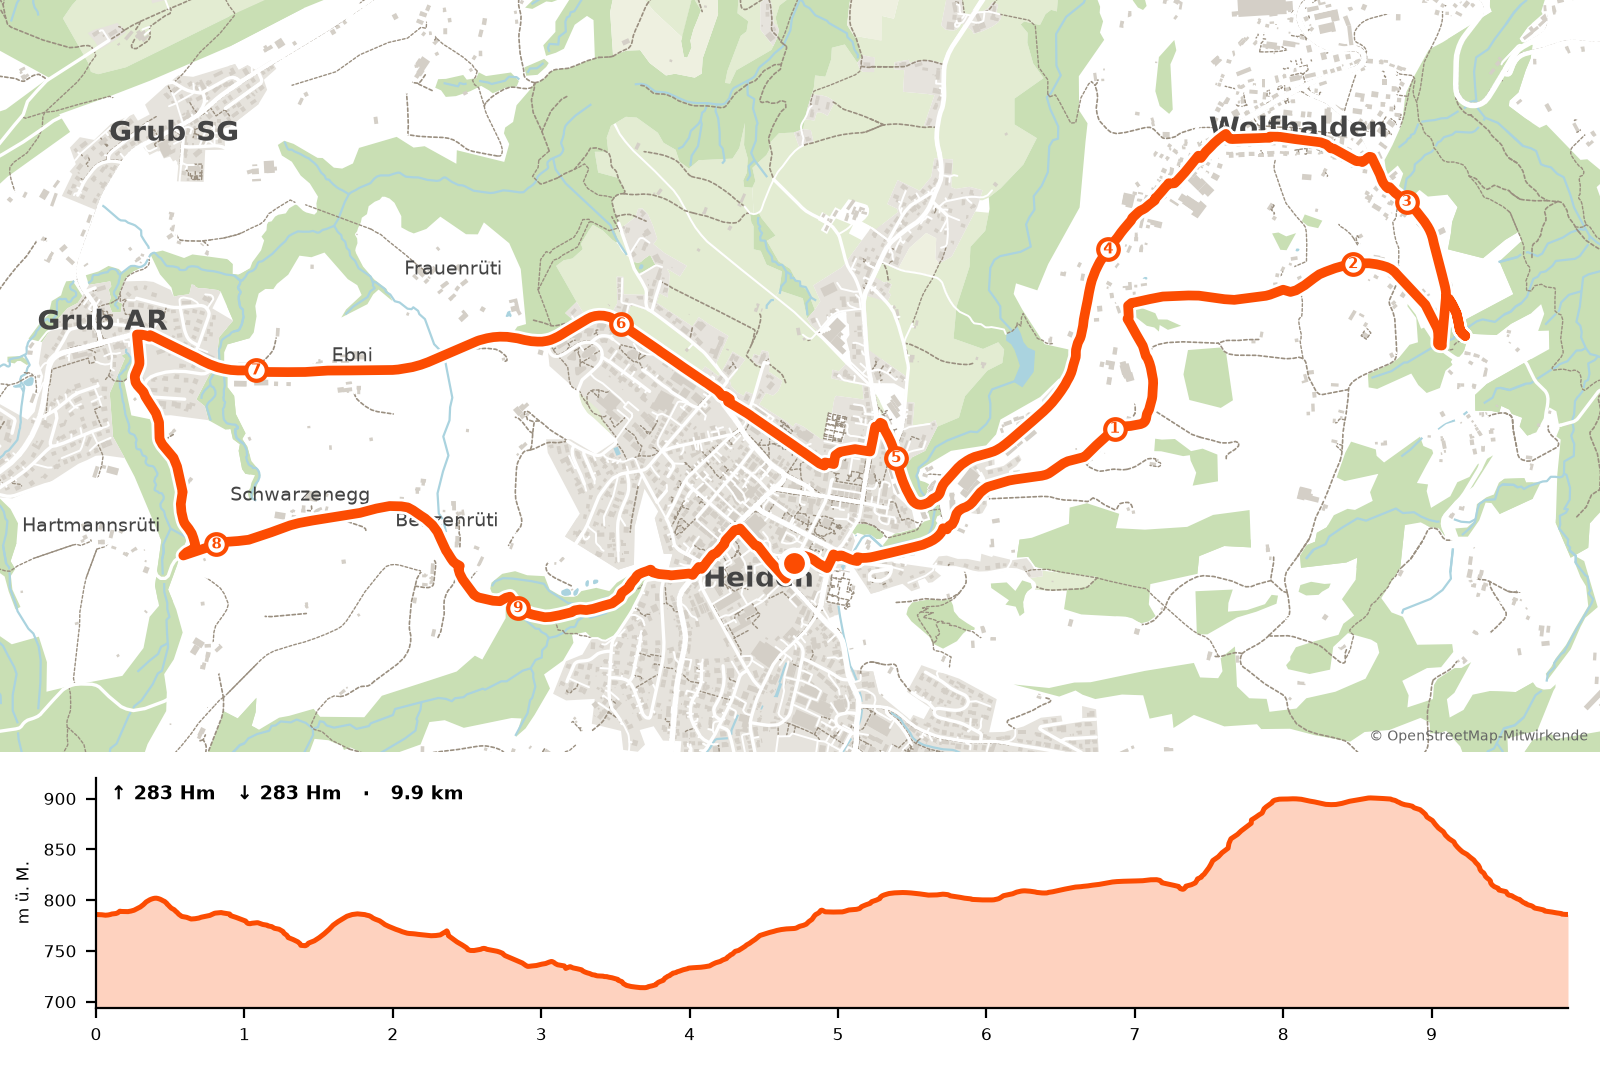 Grub SG
Wolfhalden
3
4
2
Frauenrüti
Grub AR
6
Ebni
7
1
5
Schwarzenegg
Hartmannsrüti
Benzenrüti
8
Heiden
9
© OpenStreetMap-Mitwirkende
↑ 283 Hm ↓ 283 Hm · 9.9 km
m ü. M.
900
850
800
750
700
0 1 2 3 4 5 6 7 8 9